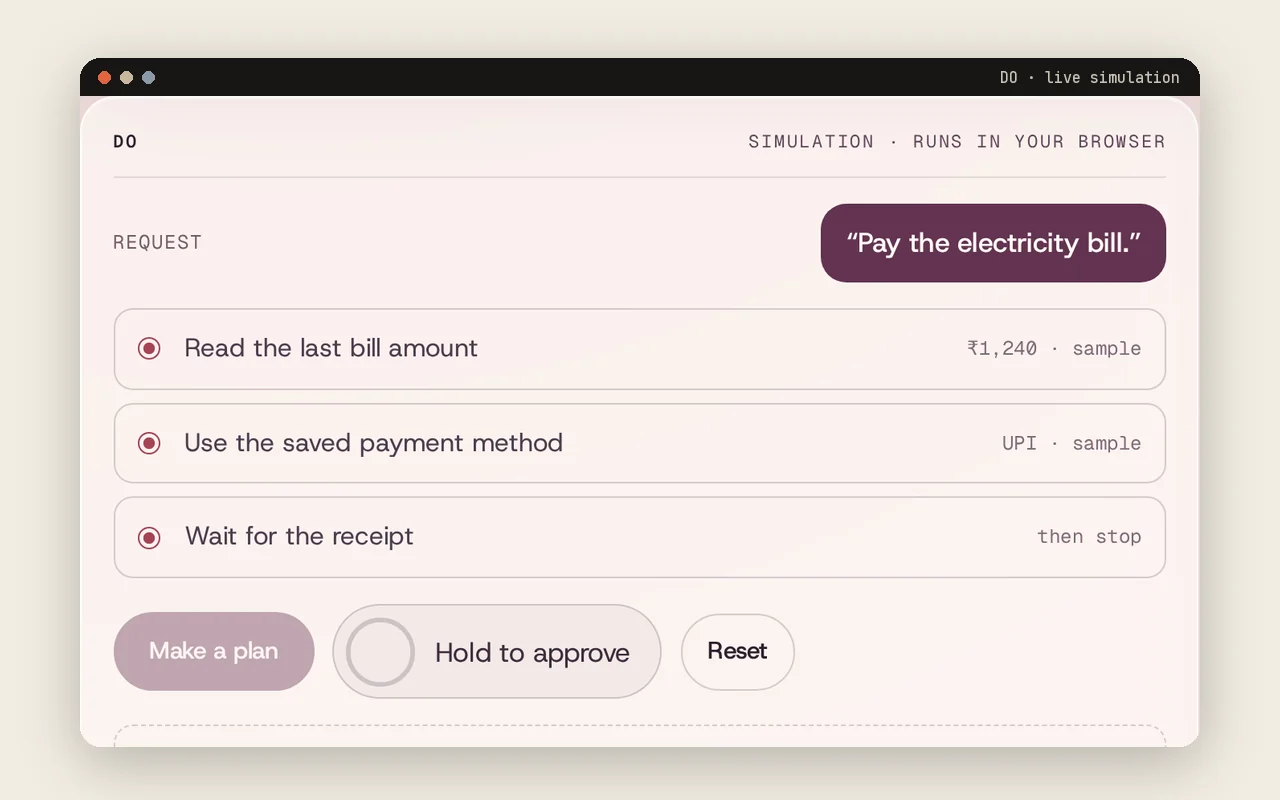 DO · live simulation
DO
SIMULATION · RUNS IN YOUR BROWSER
REQUEST
“Pay the electricity bill.”
Read the last bill amount
₹1,240 · sample
Use the saved payment method
UPI · sample
Wait for the receipt
then stop
Make a plan
Hold to approve
Reset